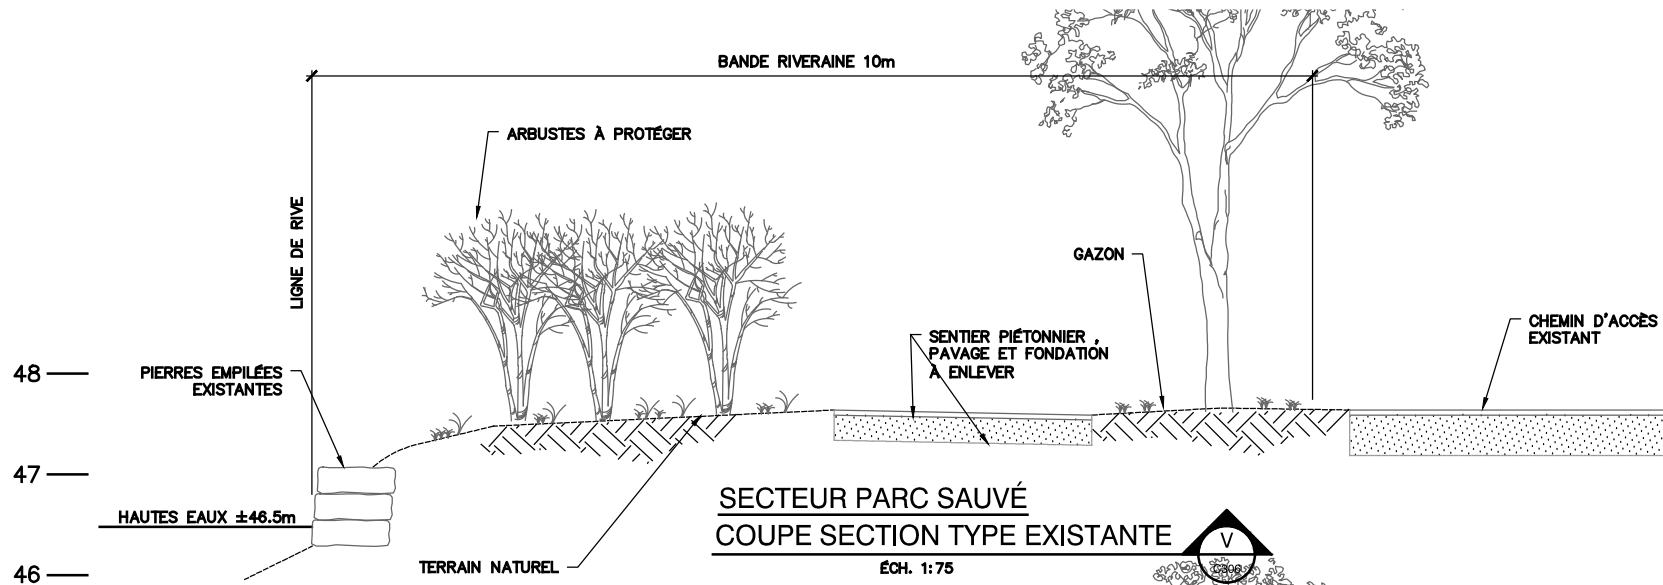 BANDE RIVERAINE 10m
ARBUSTES À PROTÉGER
LIGNE DE RIVE
GAZON
SENTIER PIÉTONNIER ,
PAVAGE ET FONDATION
À ENLEVER
CHEMIN D'ACCÈS
EXISTANT
48
PIERRES EMPILÉES
EXISTANTES
47
HAUTES EAUX ±46.5m
46
TERRAIN NATUREL
SECTEUR PARC SAUVÉ
COUPE SECTION TYPE EXISTANTE
ÉCH. 1:75
V